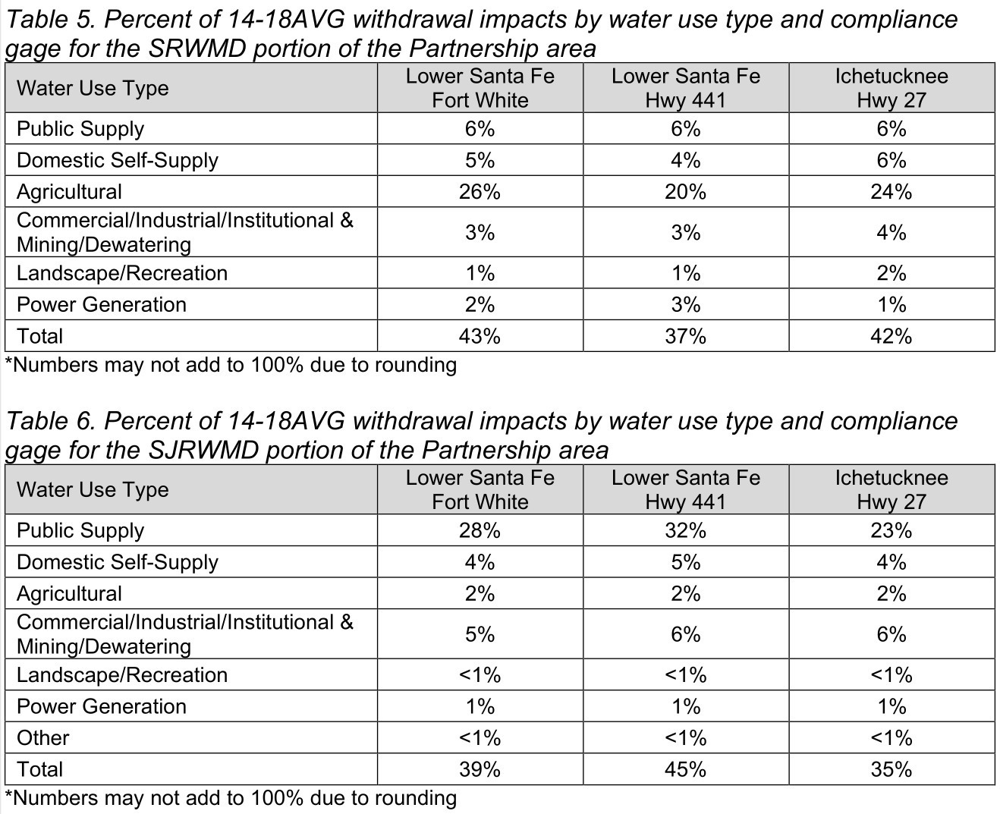 Table 5. Percent of 14-18AVG withdrawal impacts by water use type and compliance
gage for the SRWMD portion of the Partnership area
Water Use Type
Lower Santa Fe
Fort White
Lower Santa Fe
Hwy 441
Ichetucknee
Hwy 27
Public Supply 6% 6% 6%
Domestic Self-Supply 5% 4% 6%
Agricultural 26% 20% 24%
Commercial/Industrial/Institutional &
Mining/Dewatering
3% 3% 4%
Landscape/Recreation 1% 1% 2%
Power Generation 2% 3% 1%
Total 43% 37% 42%
*Numbers may not add to 100% due to rounding
Table 6. Percent of 14-18AVG withdrawal impacts by water use type and compliance
gage for the SJRWMD portion of the Partnership area
Water Use Type
Lower Santa Fe
Fort White
Lower Santa Fe
Hwy 441
Ichetucknee
Hwy 27
Public Supply 28% 32% 23%
Domestic Self-Supply 4% 5% 4%
Agricultural 2% 2% 2%
Commercial/Industrial/Institutional &
Mining/Dewatering
5% 6% 6%
Landscape/Recreation <1% <1% <1%
Power Generation 1% 1% 1%
Other <1% <1% <1%
Total 39% 45% 35%
*Numbers may not add to 100% due to rounding